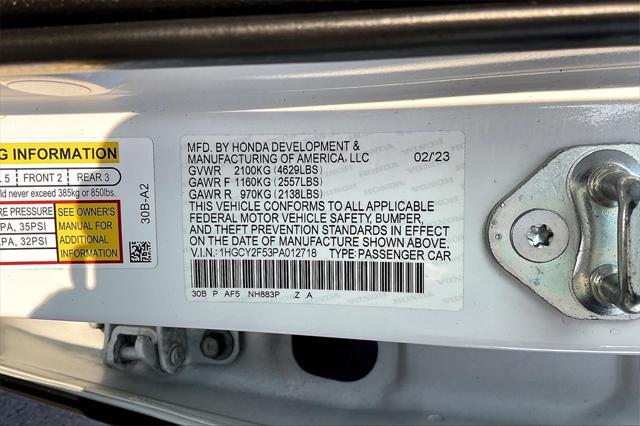 G INFORMATION
L 5 FRONT 2 REAR 3
ld never exceed 385kg or 850lbs.
E PRESSURE
PA, 35PSI
KPA, 32PSI
SEE OWNER'S
MANUAL FOR
ADDITIONAL
INFORMATION
30B-A2
MFD. BY HONDA DEVELOPMENT &
MANUFACTURING OF AMERICA, LLC 02/23
GVWR 2100KG (4629LBS)
GAWR F 1160KG (2557LBS)
GAWR R 970KG (2138LBS)
THIS VEHICLE CONFORMS TO ALL APPLICABLE
FEDERAL MOTOR VEHICLE SAFETY, BUMPER,
AND THEFT PREVENTION STANDARDS IN EFFECT
ON THE DATE OF MANUFACTURE SHOWN ABOVE.
V.I.N.: 1HGCY2F53PA012718 TYPE: PASSENGER CAR
30B P AF5 NH883P Z A